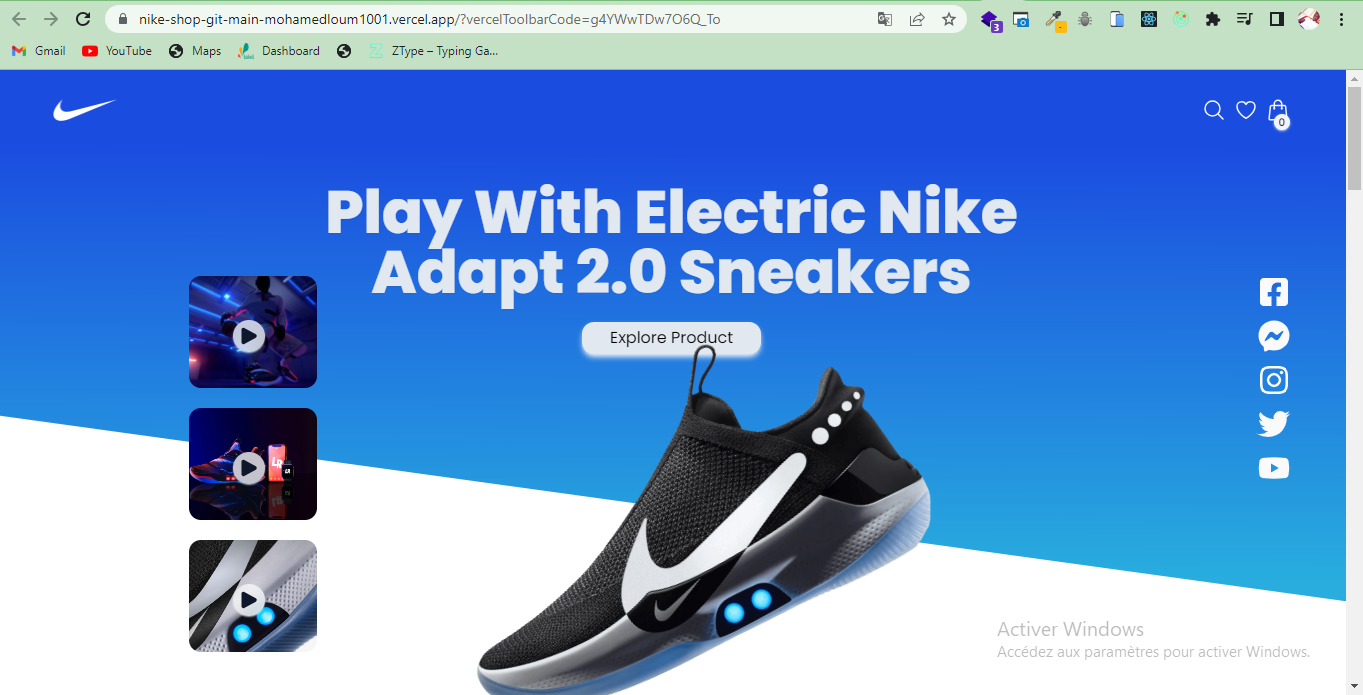 nike-shop-git-main-mohamedloum1001.vercel.app/?vercelToolbarCode=g4YWwTDw7O6Q_To
3
Gmail
YouTube
Maps
Dashboard
ZType – Typing Ga...
0
Play With Electric Nike
Adapt 2.0 Sneakers
Explore Product
LR
Activer Windows
Accédez aux paramètres pour activer Windows.